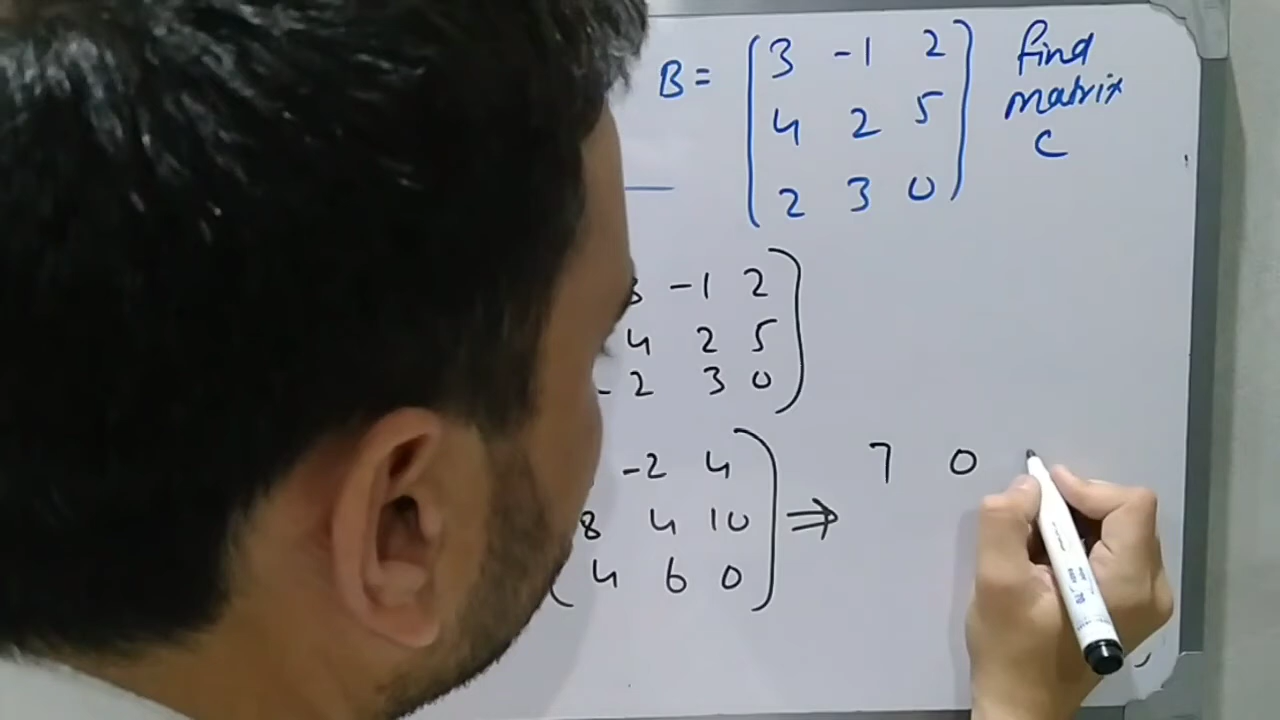 B = [ 3 -1 2
4 2 5
2 3 0 ]
find
matrix
C
3 -1 2
4 2 5
2 3 0
-2 4
8 4 10
4 6 0
⇒ 7 0